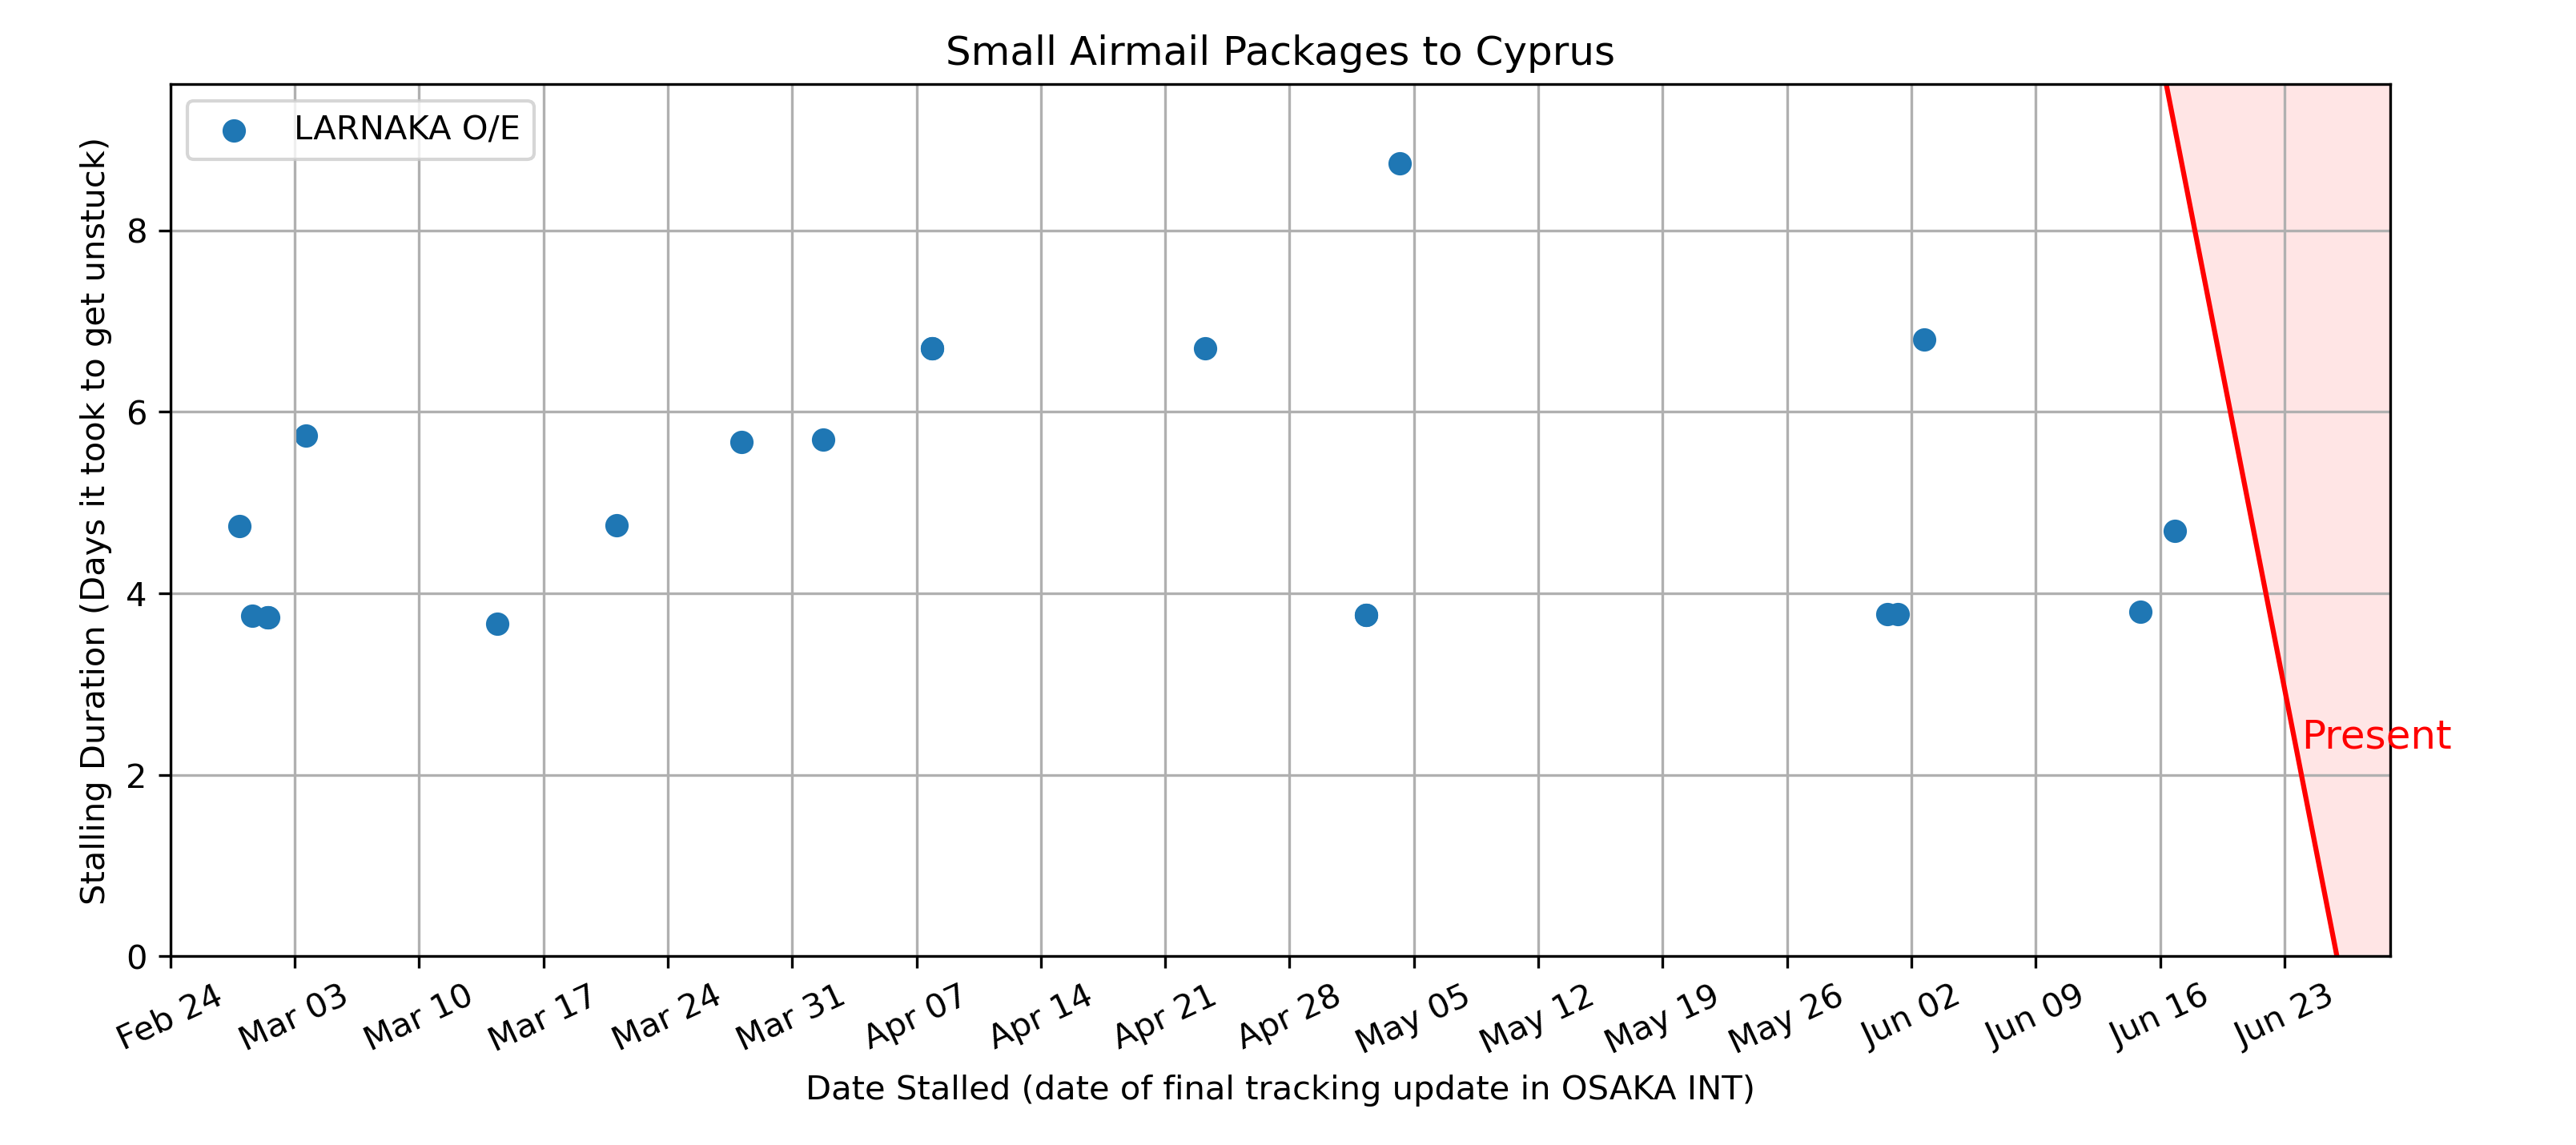 Small Airmail Packages to Cyprus
LARNAKA O/E
Stalling Duration (Days it took to get unstuck)
8
6
4
2
0
Present
Feb 24
Mar 03
Mar 10
Mar 17
Mar 24
Mar 31
Apr 07
Apr 14
Apr 21
Apr 28
May 05
May 12
May 19
May 26
Jun 02
Jun 09
Jun 16
Jun 23
Date Stalled (date of final tracking update in OSAKA INT)